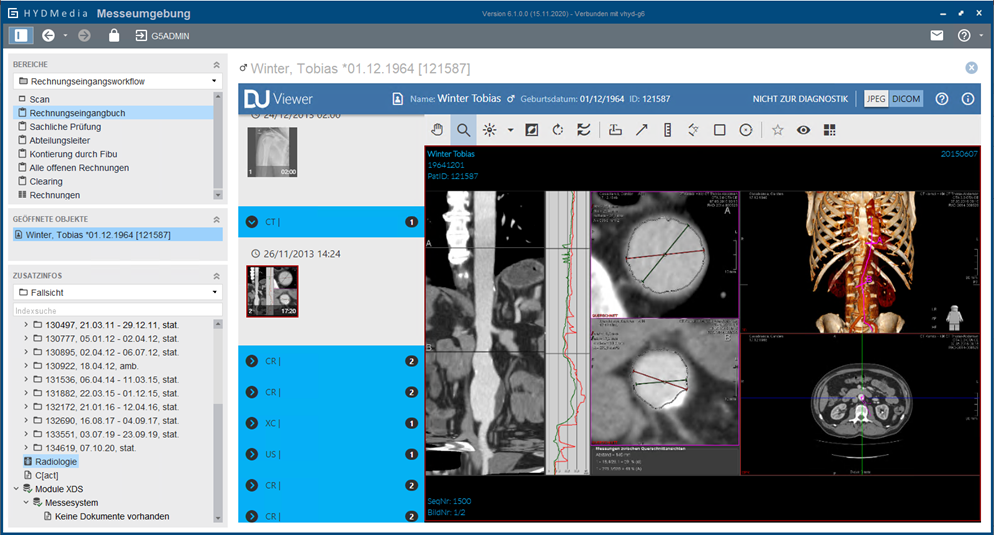 HYDMedia Messeumgebung
Version 6.1.0.0 (15.11.2020) - Verbunden mit vhyd-g6
G5ADMIN
BEREICHE
Rechnungseingangsworkflow
Scan
Rechnungseingangbuch
Sachliche Prüfung
Abteilungsleiter
Kontierung durch Fibu
Alle offenen Rechnungen
Clearing
Rechnungen
GEÖFFNETE OBJEKTE
Winter, Tobias *01.12.1964 [121587]
ZUSATZINFOS
Fallsicht
Indexsuche
130497, 21.03.11 - 29.12.11, stat.
130777, 05.01.12 - 02.04.12, stat.
130895, 02.04.12 - 06.07.12, stat.
130922, 18.04.12, amb.
131536, 06.04.14 - 11.03.15, stat.
131882, 22.03.15 - 01.12.15, stat.
132172, 21.01.16 - 12.04.16, stat.
132690, 16.08.17 - 04.09.17, stat.
133551, 03.07.19 - 23.09.19, stat.
134619, 07.10.20, stat.
Radiologie
C[act]
Module XDS
Messesystem
Keine Dokumente vorhanden
♂ Winter, Tobias *01.12.1964 [121587]
DU Viewer
Name: Winter Tobias ♂ Geburtsdatum: 01/12/1964 ID: 121587
NICHT ZUR DIAGNOSTIK
JPEG DICOM
24/12/2015 02:00
1 02:00
CT | 1
26/11/2013 14:24
2 17:20
CR | 2
CR | 2
XC | 1
US | 1
CR | 2
CR | 2
Winter Tobias
19641201
PatID: 121587
20150607
A
B
A
B
Messungen zwischen Querschnittsansichten
SeqNr: 1500
BildNr: 1/2